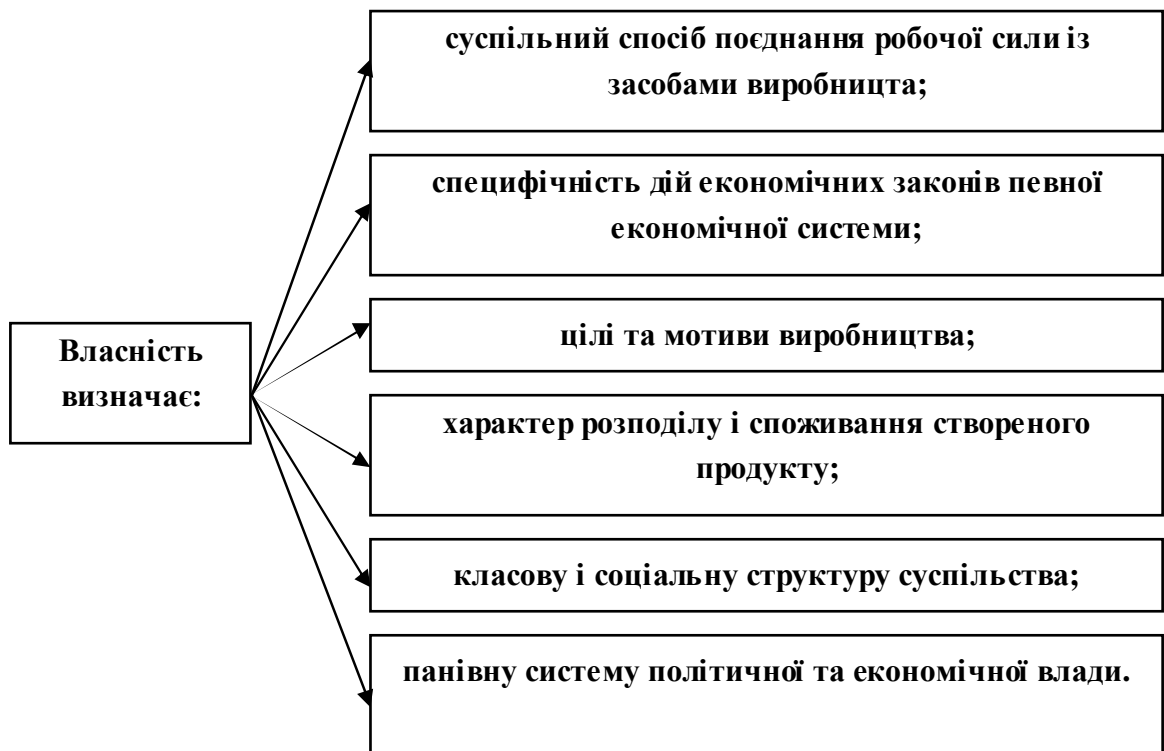 суспільний спосіб поєднання робочої сили із
засобами виробницта;
специфічність дій економічних законів певної
економічної системи;
цілі та мотиви виробництва;
Власність
визначає:
характер розподілу і споживання створеного
продукту;
класову і соціальну структуру суспільства;
панівну систему політичної та економічної влади.